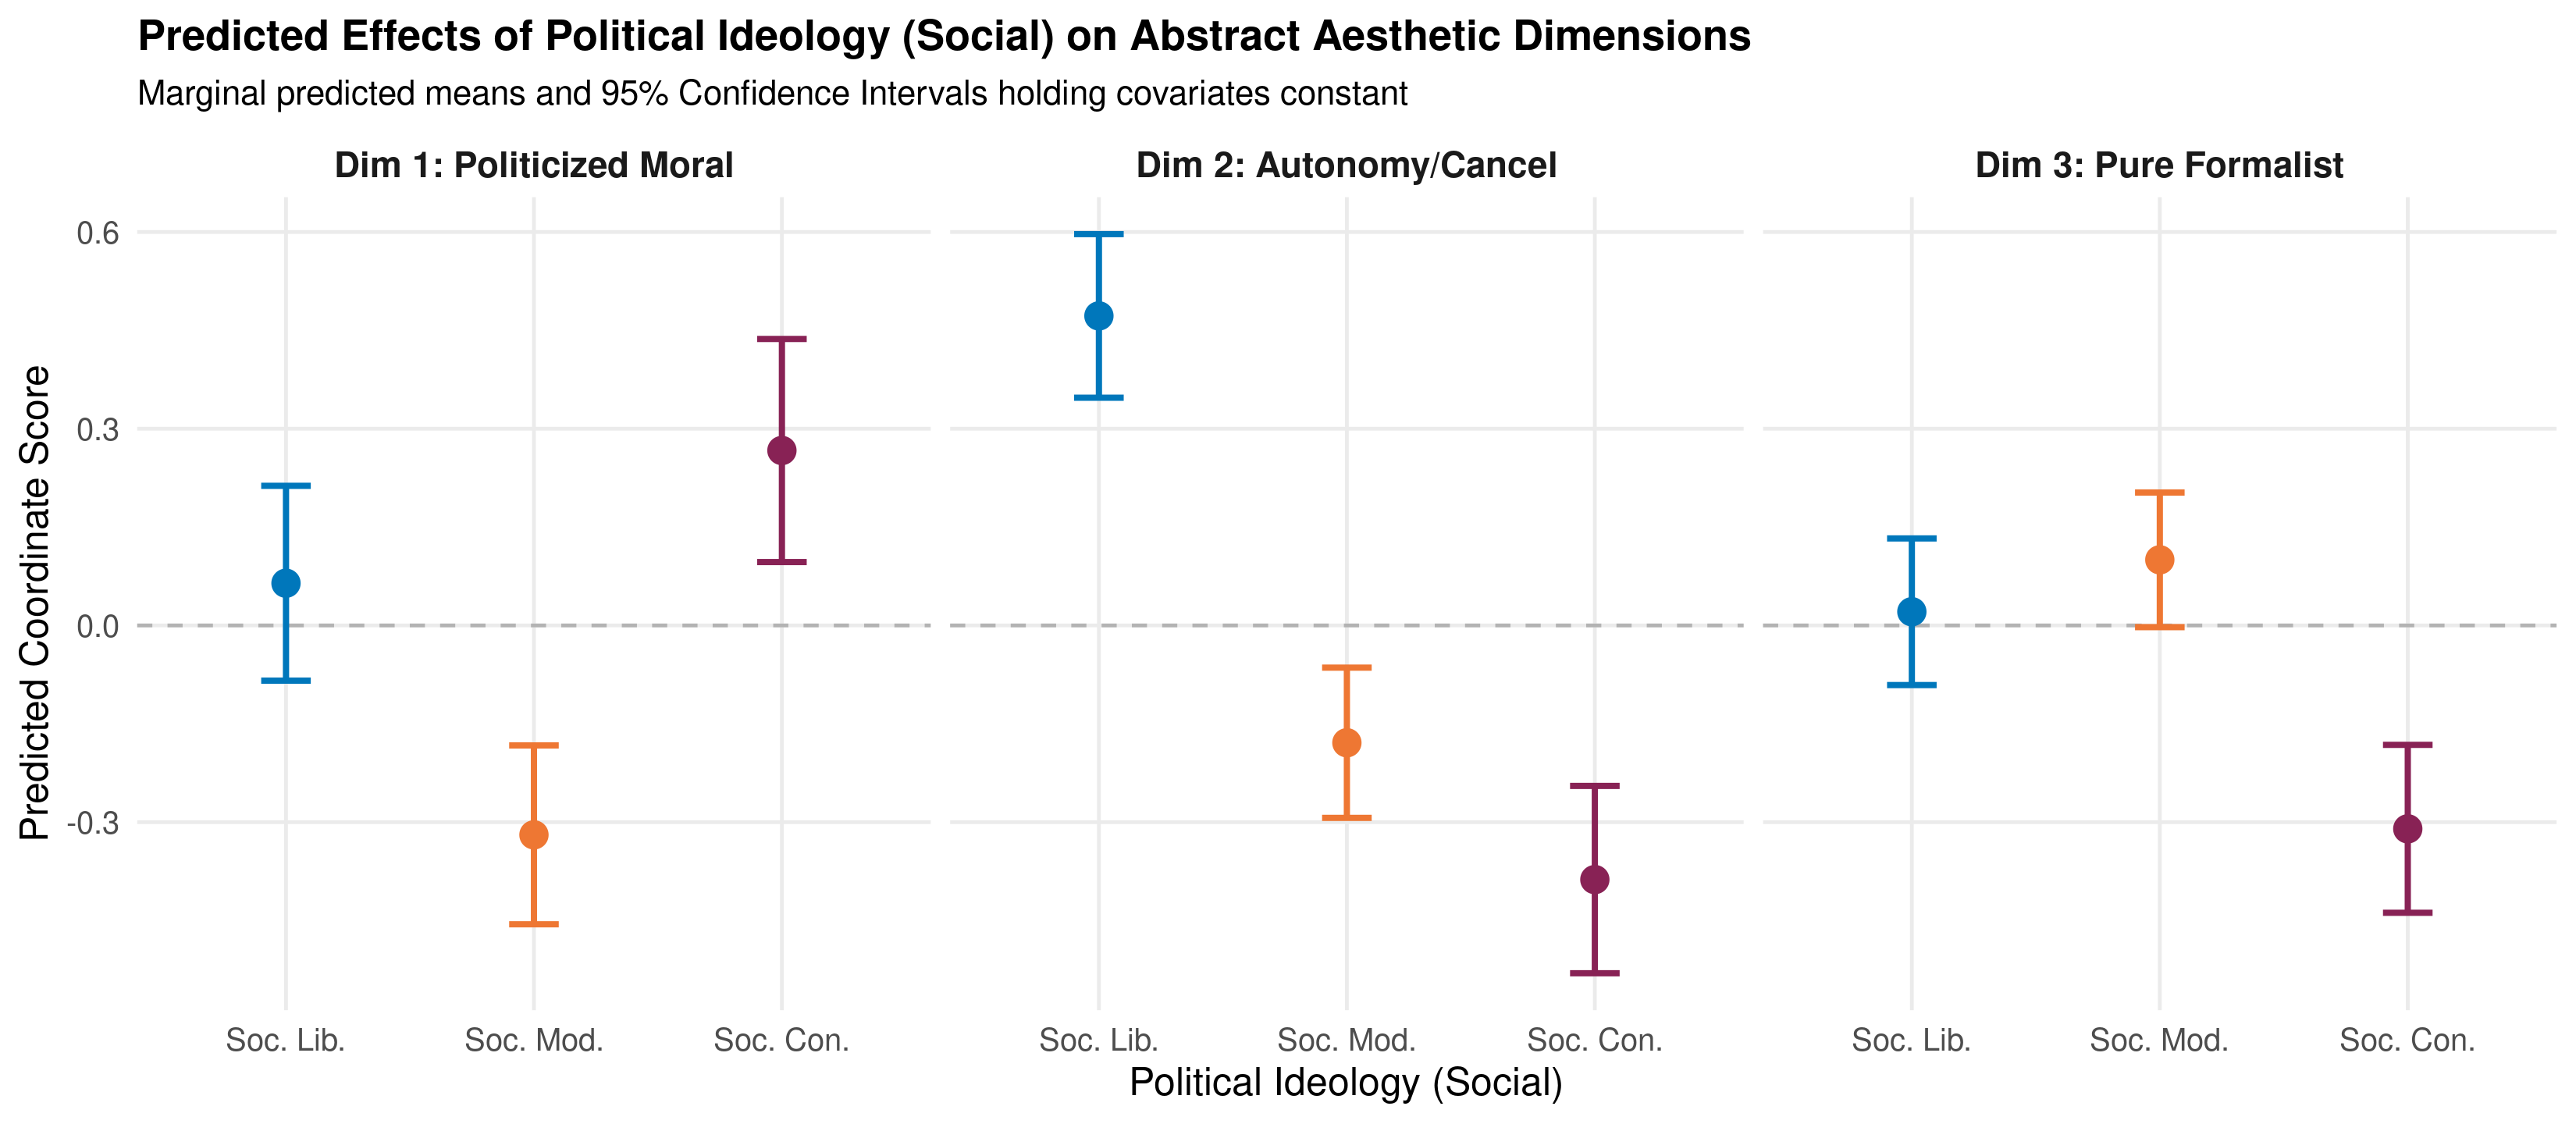 Predicted Effects of Political Ideology (Social) on Abstract Aesthetic Dimensions
Marginal predicted means and 95% Confidence Intervals holding covariates constant
Dim 1: Politicized Moral
Dim 2: Autonomy/Cancel
Dim 3: Pure Formalist
Predicted Coordinate Score
0.6
0.3
0.0
-0.3
Soc. Lib.
Soc. Mod.
Soc. Con.
Soc. Lib.
Soc. Mod.
Soc. Con.
Soc. Lib.
Soc. Mod.
Soc. Con.
Political Ideology (Social)